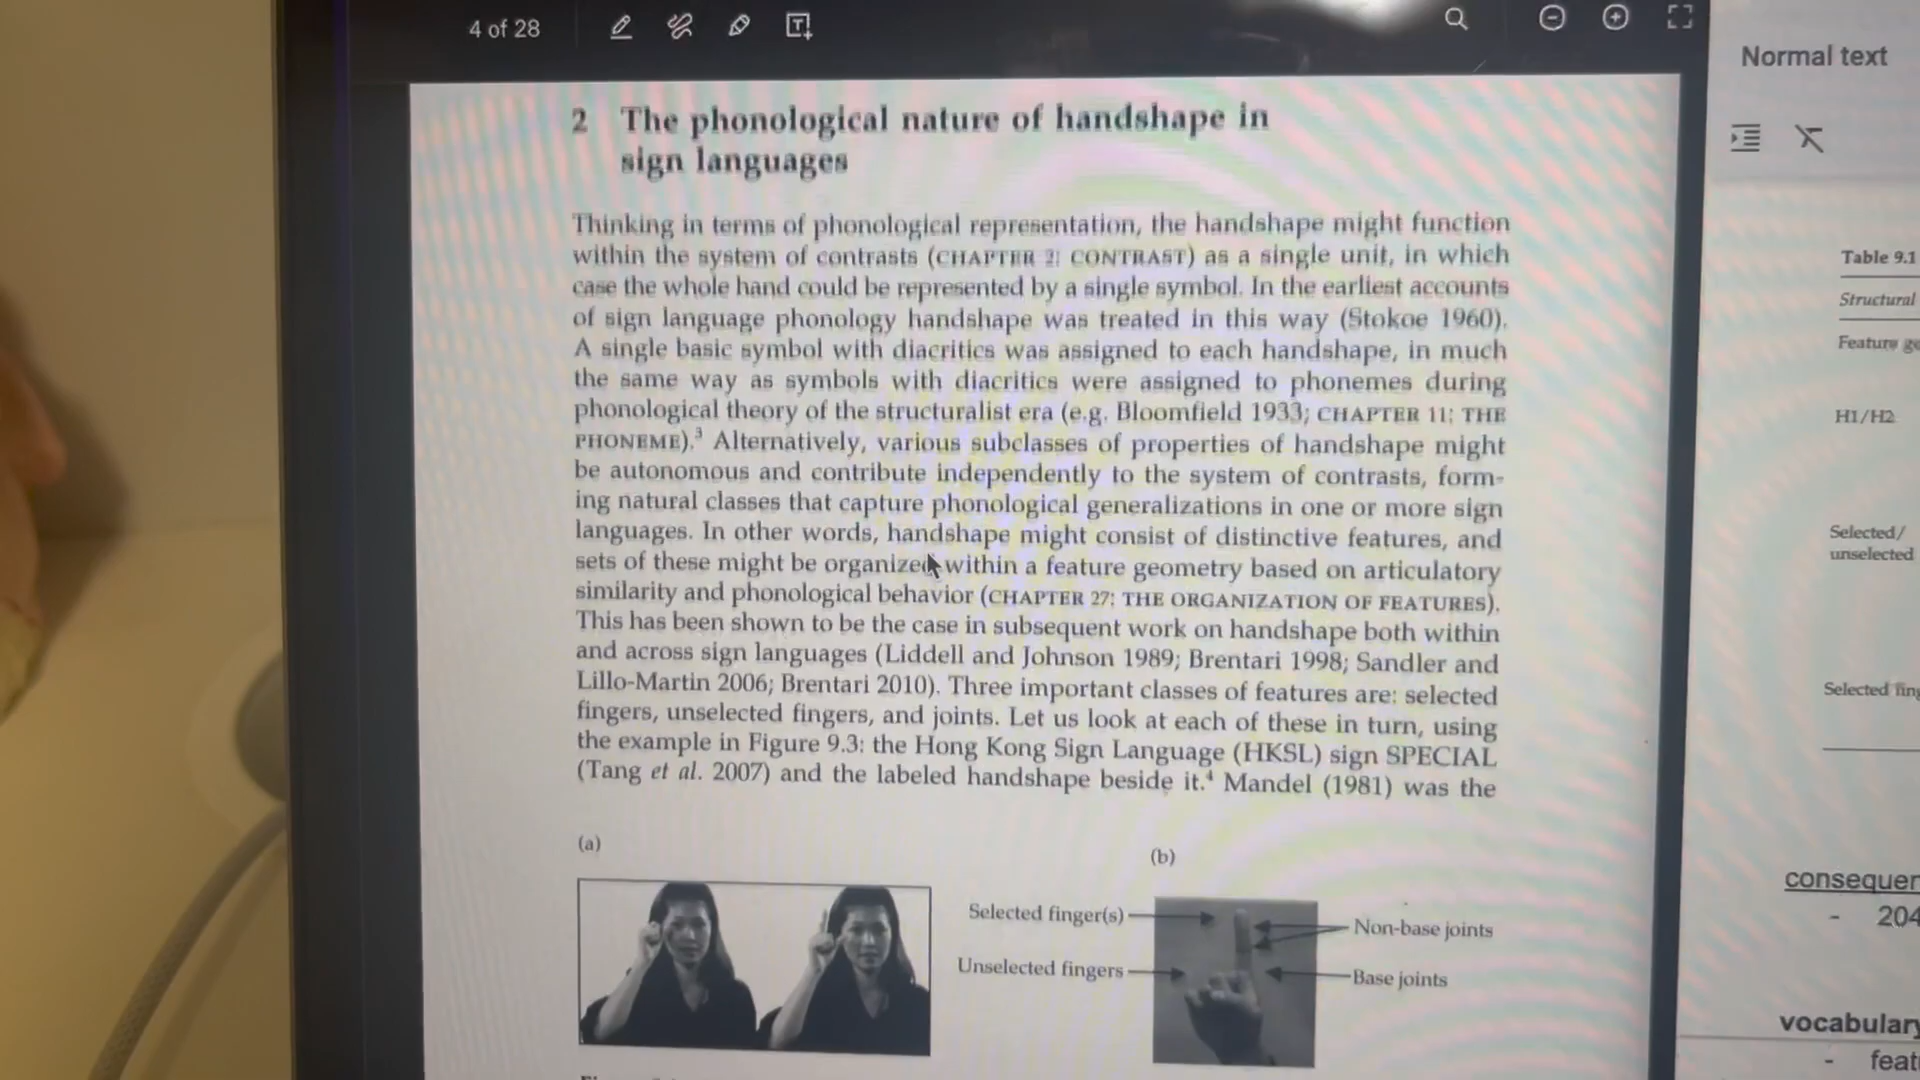 4 of 28
Normal text
2 The phonological nature of handshape in
sign languages
Thinking in terms of phonological representation, the handshape might function
within the system of contrasts (CHAPTER 2: CONTRAST) as a single unit, in which
case the whole hand could be represented by a single symbol. In the earliest accounts
of sign language phonology handshape was treated in this way (Stokoe 1960).
A single basic symbol with diacritics was assigned to each handshape, in much
the same way as symbols with diacritics were assigned to phonemes during
phonological theory of the structuralist era (e.g. Bloomfield 1933; CHAPTER 11: THE
PHONEME).³ Alternatively, various subclasses of properties of handshape might
be autonomous and contribute independently to the system of contrasts, form-
ing natural classes that capture phonological generalizations in one or more sign
languages. In other words, handshape might consist of distinctive features, and
sets of these might be organized within a feature geometry based on articulatory
similarity and phonological behavior (CHAPTER 27: THE ORGANIZATION OF FEATURES).
This has been shown to be the case in subsequent work on handshape both within
and across sign languages (Liddell and Johnson 1989; Brentari 1998; Sandler and
Lillo-Martin 2006; Brentari 2010). Three important classes of features are: selected
fingers, unselected fingers, and joints. Let us look at each of these in turn, using
the example in Figure 9.3: the Hong Kong Sign Language (HKSL) sign SPECIAL
(Tang et al. 2007) and the labeled handshape beside it.⁴ Mandel (1981) was the
(a)
(b)
Selected finger(s)
Non-base joints
Unselected fingers
Base joints
Table 9.1
Structural
Feature ge
H1/H2
Selected/
unselected
Selected fing
consequen
- 204
vocabulary
- feat